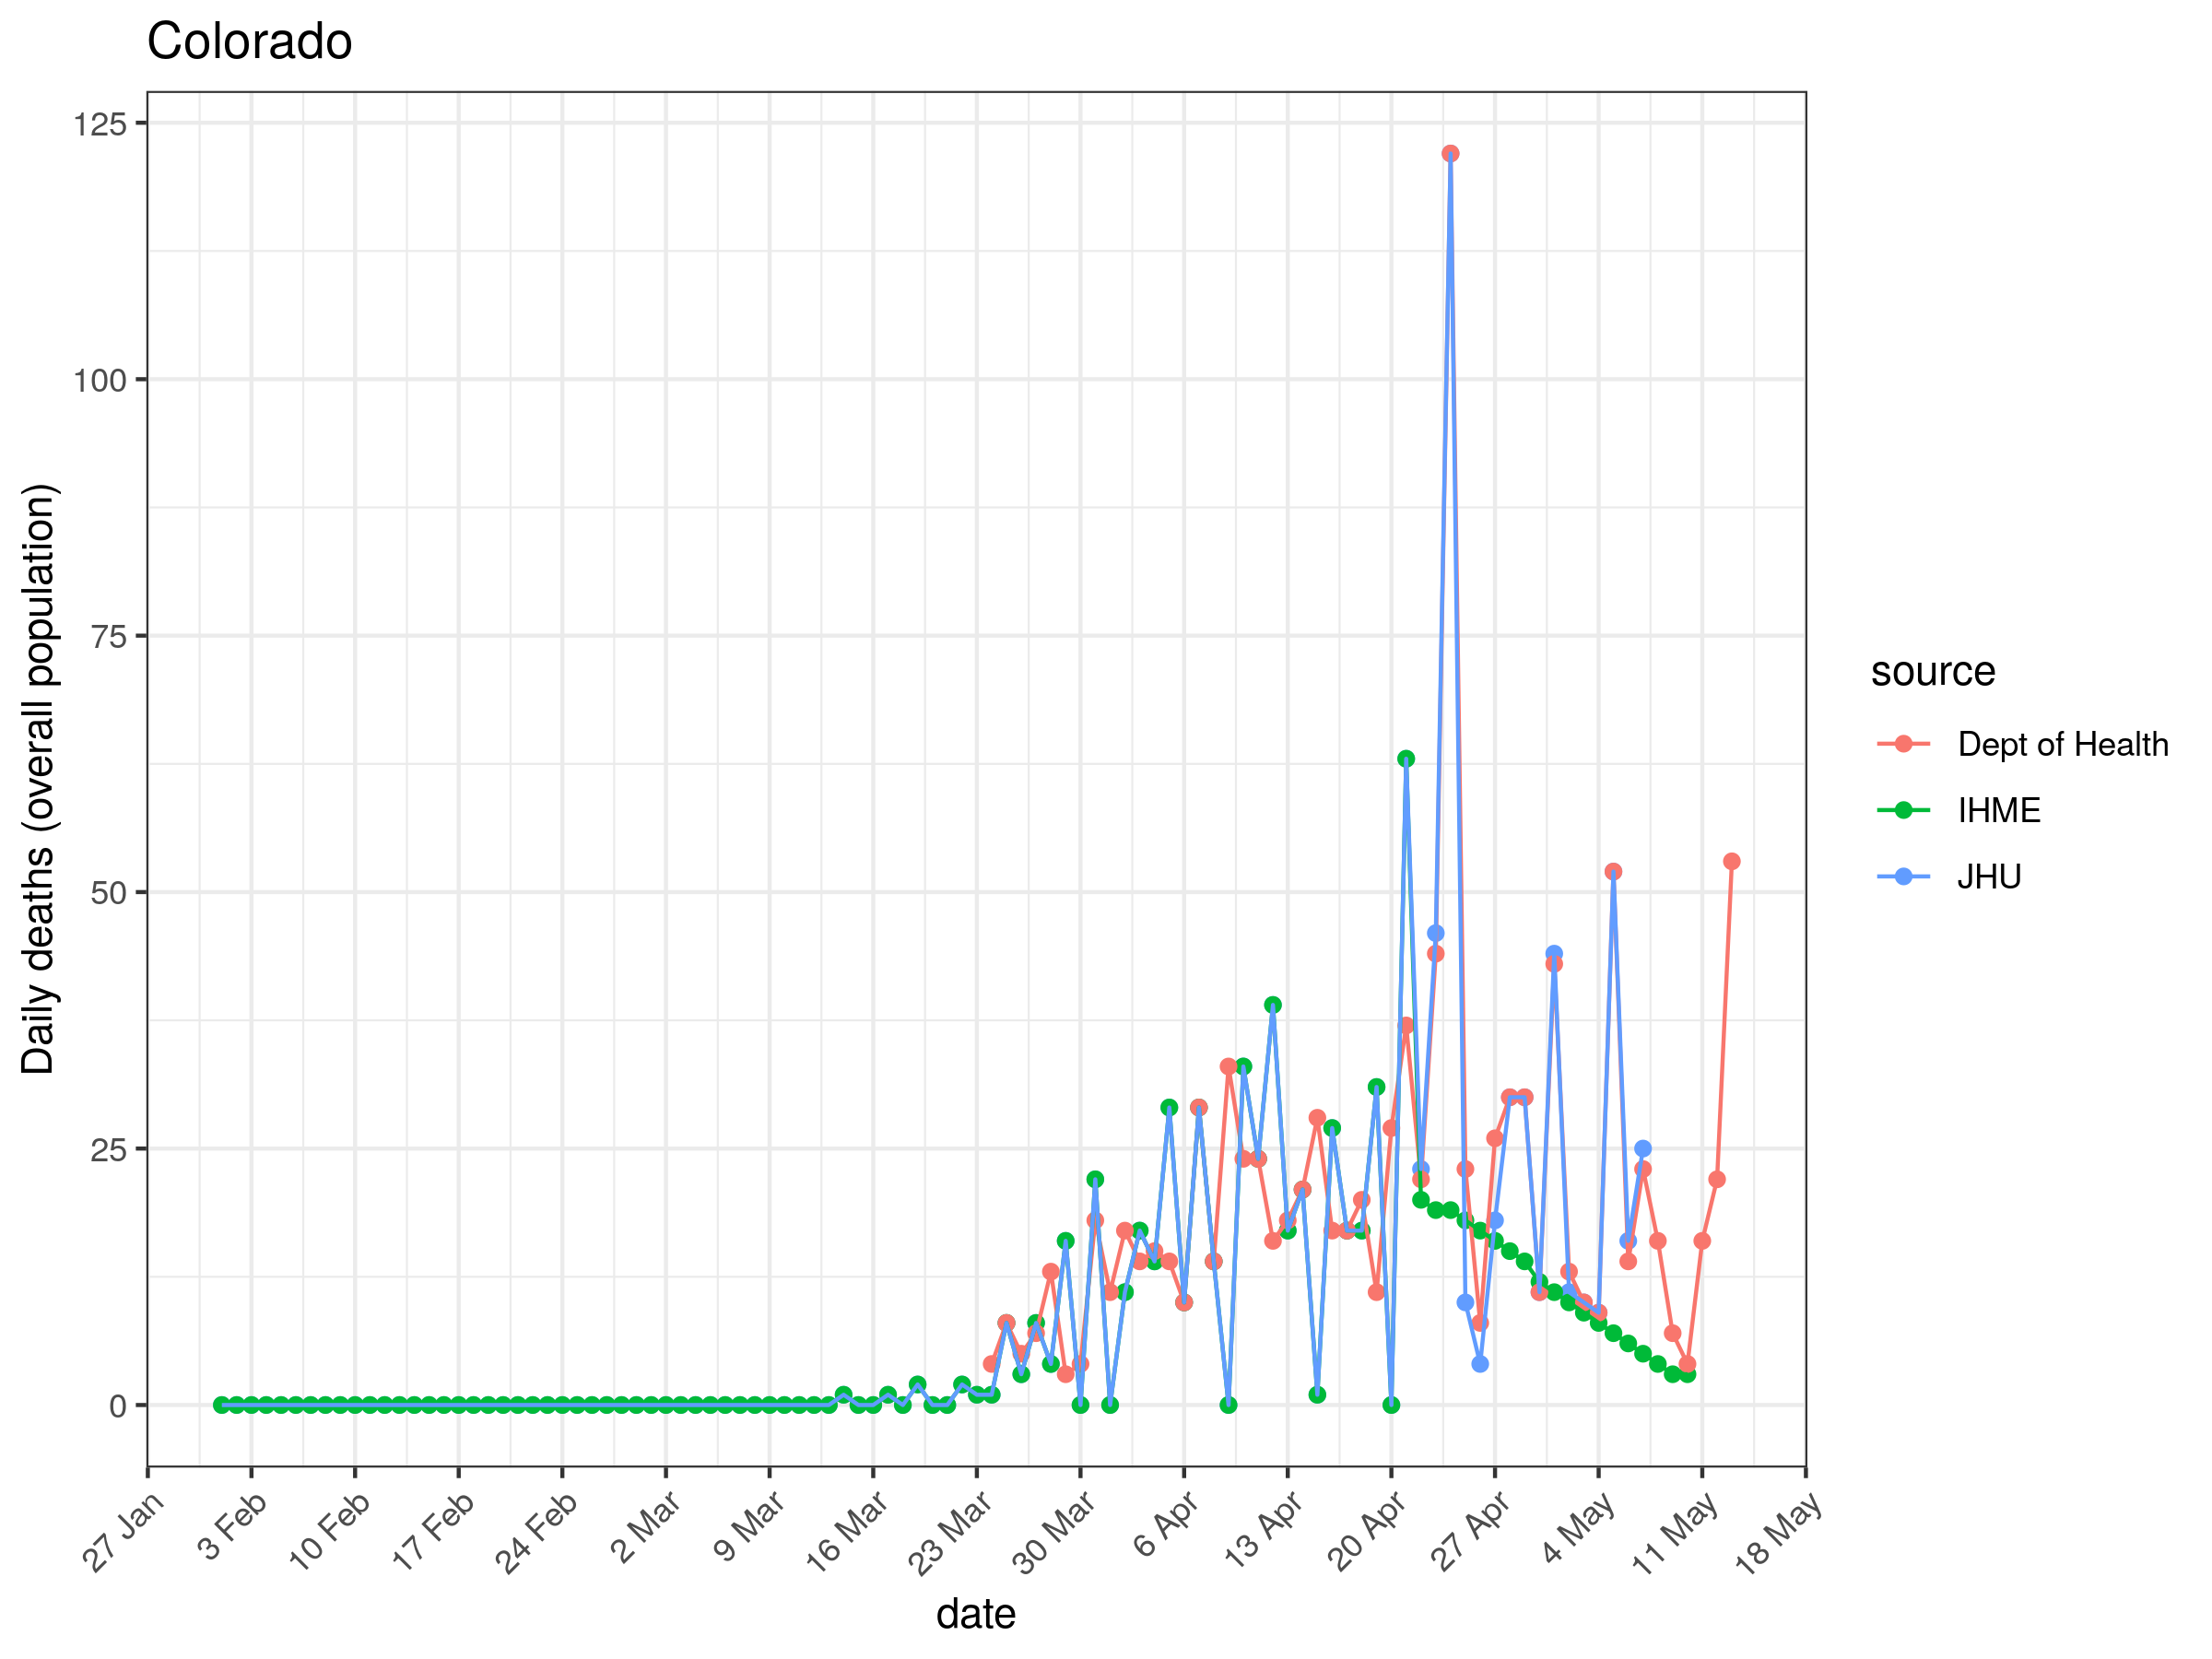 Colorado
125
100
75
50
25
0
Daily deaths (overall population)
27 Jan
3 Feb
10 Feb
17 Feb
24 Feb
2 Mar
9 Mar
16 Mar
23 Mar
30 Mar
6 Apr
13 Apr
20 Apr
27 Apr
4 May
11 May
18 May
date
source
Dept of Health
IHME
JHU